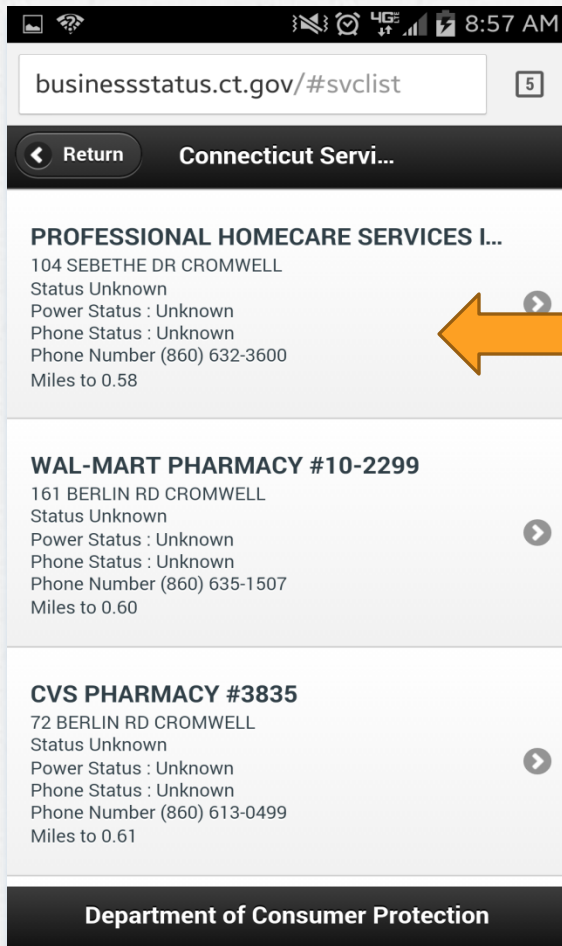 4G 8:57 AM
businessstatus.ct.gov/#svclist 5
Return Connecticut Servi...
PROFESSIONAL HOMECARE SERVICES I...
104 SEBETHE DR CROMWELL
Status Unknown
Power Status : Unknown
Phone Status : Unknown
Phone Number (860) 632-3600
Miles to 0.58
WAL-MART PHARMACY #10-2299
161 BERLIN RD CROMWELL
Status Unknown
Power Status : Unknown
Phone Status : Unknown
Phone Number (860) 635-1507
Miles to 0.60
CVS PHARMACY #3835
72 BERLIN RD CROMWELL
Status Unknown
Power Status : Unknown
Phone Status : Unknown
Phone Number (860) 613-0499
Miles to 0.61
Department of Consumer Protection